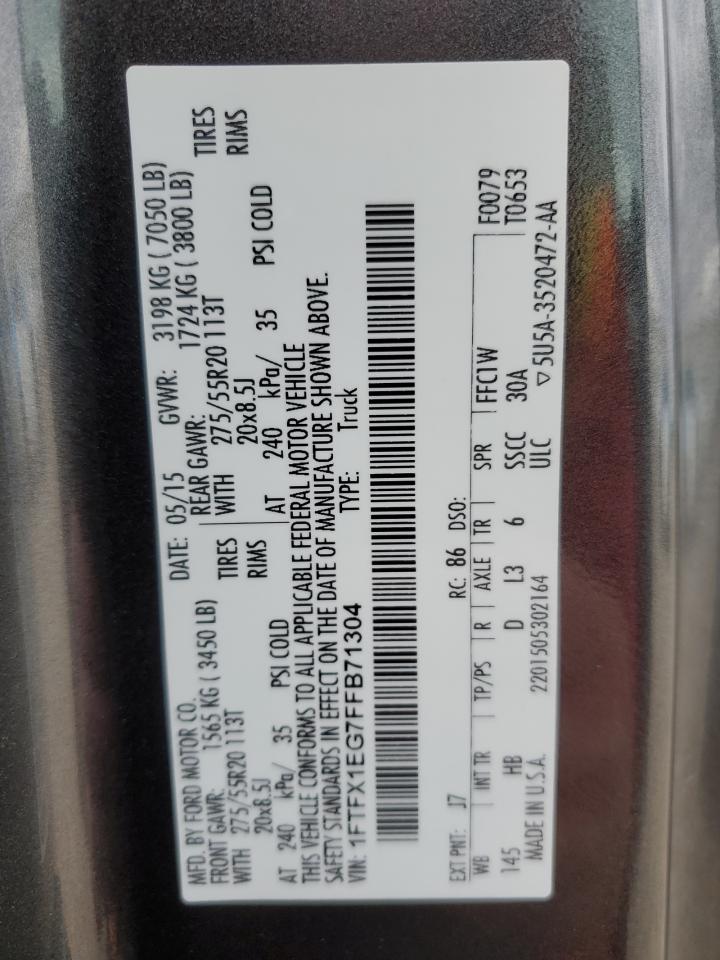 MFD. BY FORD MOTOR CO. DATE: 05/15 GVWR: 3198 KG ( 7050 LB)
FRONT GAWR: 1565 KG ( 3450 LB) REAR GAWR: 1724 KG ( 3800 LB)
WITH 275/55R20 113T TIRES WITH 275/55R20 113T TIRES
20x8.5J RIMS 20x8.5J RIMS
AT 240 kPa/ 35 PSI COLD AT 240 kPa/ 35 PSI COLD
THIS VEHICLE CONFORMS TO ALL APPLICABLE FEDERAL MOTOR VEHICLE
SAFETY STANDARDS IN EFFECT ON THE DATE OF MANUFACTURE SHOWN ABOVE.
VIN: 1FTFX1EG7FFB71304 TYPE: Truck
EXT PNT: J7 RC: 86 DSO:
WB INT TR TP/PS R AXLE TR SPR FFC1W F0079
145 HB D L3 6 SSCC 30A T0653
MADE IN U.S.A. 2201505302164 ULC ▽ 5U5A-3520472-AA